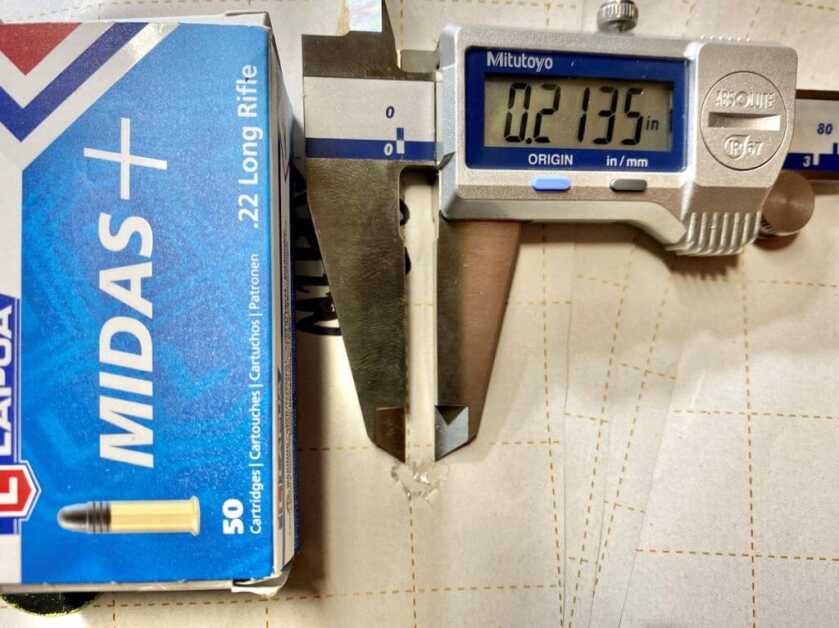 LAPUA
MIDAS+
.22 Long Rifle
50
Cartridges | Cartouches | Cartuchos | Patronen
Mitutoyo
0.2135 in
ORIGIN in/mm
ABSOLUTE
IP67
0
0
80
3